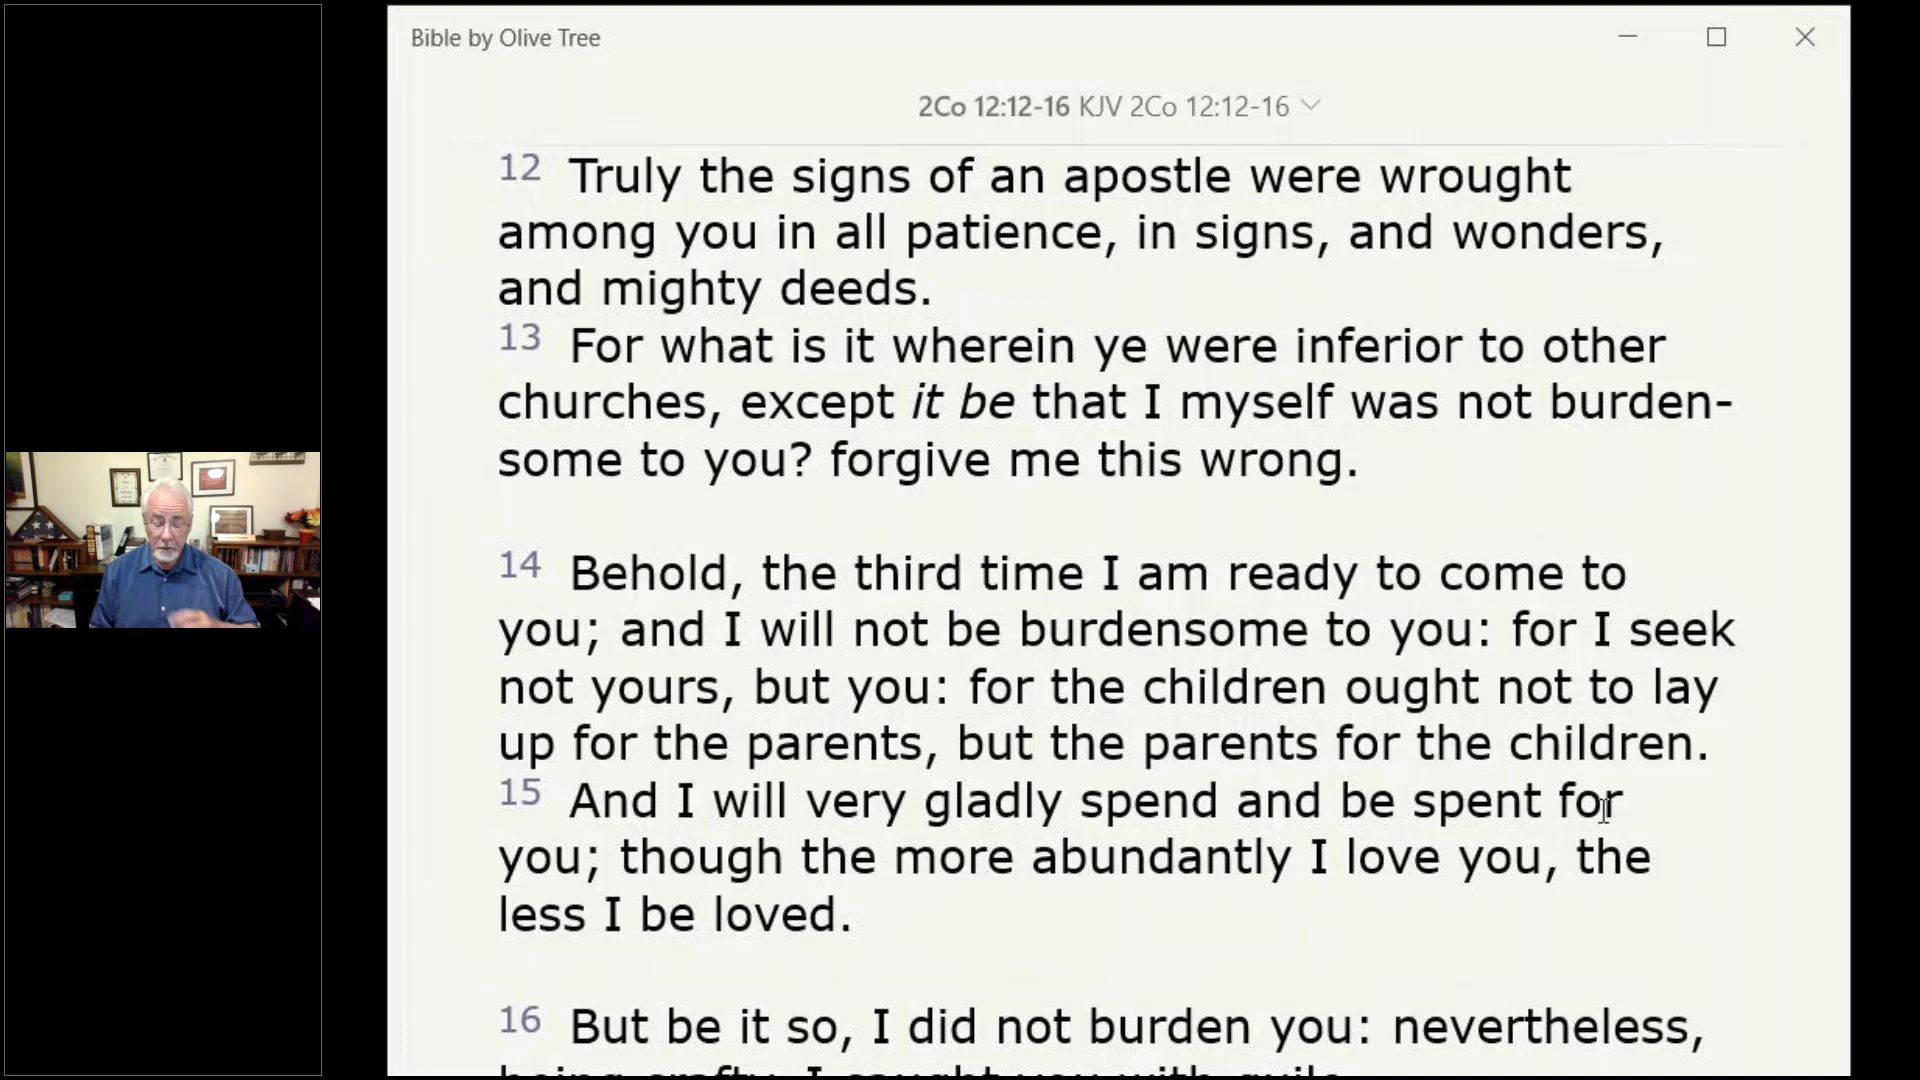 Bible by Olive Tree
2Co 12:12-16 KJV 2Co 12:12-16
12 Truly the signs of an apostle were wrought
among you in all patience, in signs, and wonders,
and mighty deeds.
13 For what is it wherein ye were inferior to other
churches, except it be that I myself was not burden-
some to you? forgive me this wrong.
14 Behold, the third time I am ready to come to
you; and I will not be burdensome to you: for I seek
not yours, but you: for the children ought not to lay
up for the parents, but the parents for the children.
15 And I will very gladly spend and be spent for
you; though the more abundantly I love you, the
less I be loved.
16 But be it so, I did not burden you: nevertheless,
being crafty, I caught you with guile.